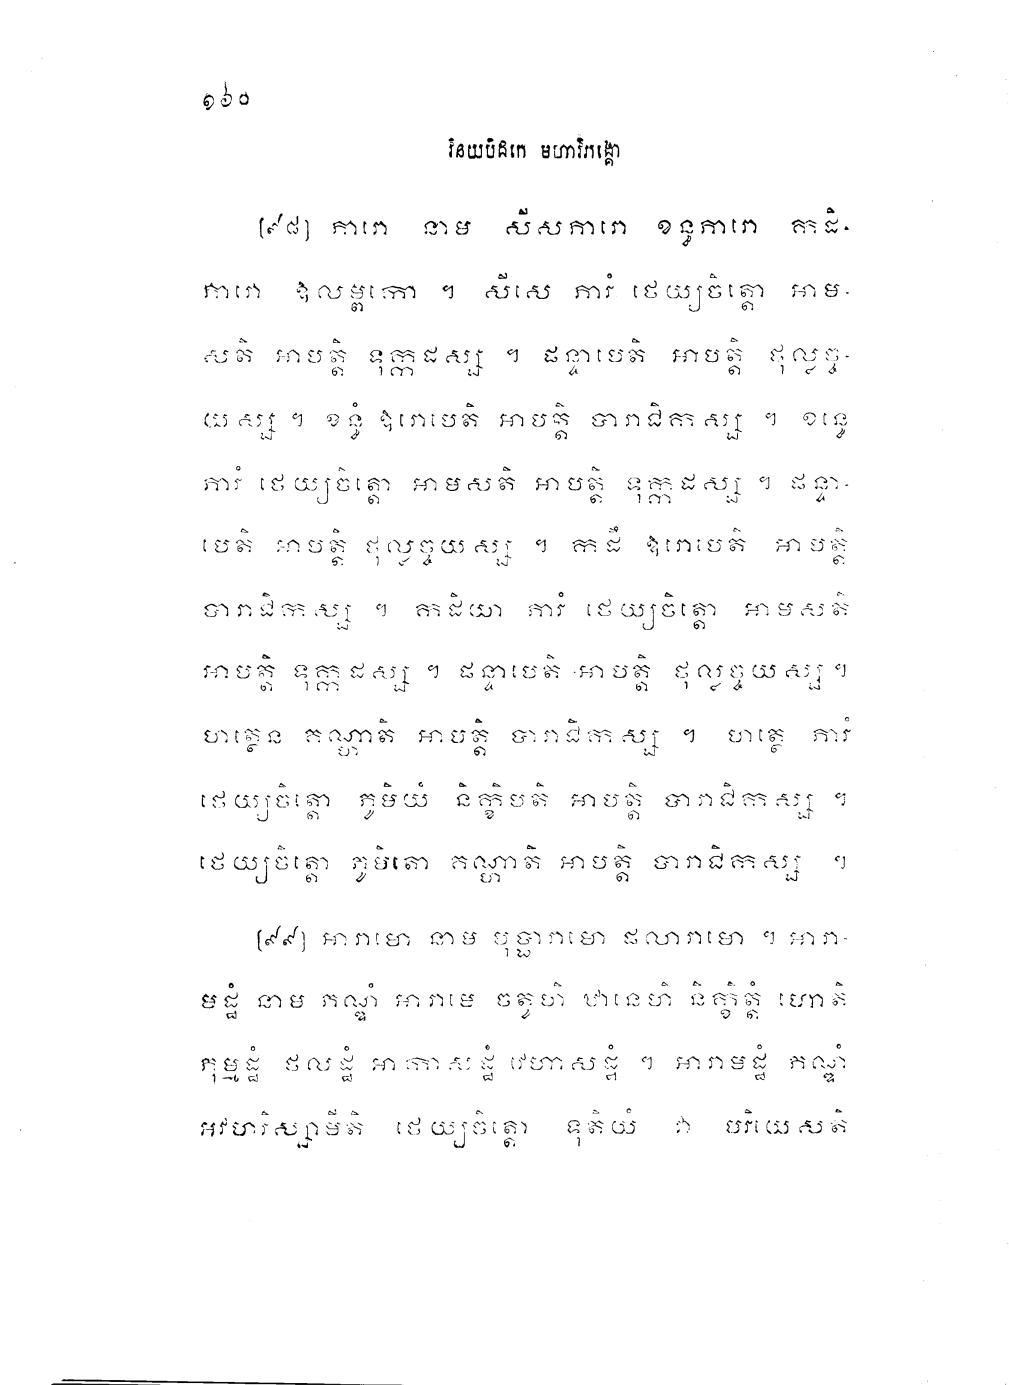 ១៦០
វិនយបិដកេ មហាវិភង្គោ
[៩៨] ភារោ នាម សីសភារោ ខន្ធភារោ កដិ-
ភារោ ឱលម្ពកោ ។ សីសេ ភារំ ថេយ្យចិត្តោ អាម-
សតិ អាបត្តិ ទុក្កដស្ស ។ ផន្ទាបេតិ អាបត្តិ ថុល្លច្ច-
យស្ស ។ ខន្ធំ ឱរោបេតិ អាបត្តិ បារាជិកស្ស ។ ខន្ធេ
ភារំ ថេយ្យចិត្តោ អាមសតិ អាបត្តិ ទុក្កដស្ស ។ ផន្ទា-
បេតិ អាបត្តិ ថុល្លច្ចយស្ស ។ កដឹ ឱរោបេតិ អាបត្តិ
បារាជិកស្ស ។ កដិយា ភារំ ថេយ្យចិត្តោ អាមសតិ
អាបត្តិ ទុក្កដស្ស ។ ផន្ទាបេតិ អាបត្តិ ថុល្លច្ចយស្ស ។
ហត្ថេន គណ្ហាតិ អាបត្តិ បារាជិកស្ស ។ ហត្ថេ ភារំ
ថេយ្យចិត្តោ ភូមិយំ និក្ខិបតិ អាបត្តិ បារាជិកស្ស ។
ថេយ្យចិត្តោ ភូមិតោ គណ្ហាតិ អាបត្តិ បារាជិកស្ស ។
[៩៩] អារាមោ នាម បុប្ផារាមោ ផលារាមោ ។ អារា-
មដ្ឋំ នាម ភណ្ឌំ អារាមេ ចតូហិ ឋានេហិ និក្ខិត្តំ ហោតិ
ភុម្មដ្ឋំ ថលដ្ឋំ អាកាសដ្ឋំ វេហាសដ្ឋំ ។ អារាមដ្ឋំ ភណ្ឌំ
អវហរិស្សាមីតិ ថេយ្យចិត្តោ ទុតិយំ វា បរិយេសតិ